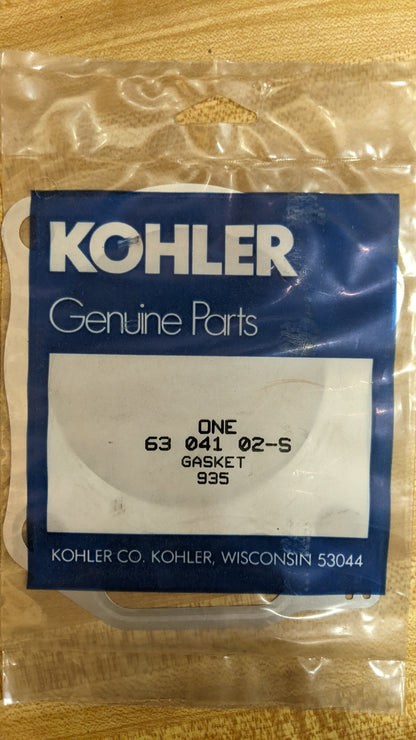 KOHLER
Genuine Parts
ONE
63 041 02-S
GASKET
935
KOHLER CO. KOHLER, WISCONSIN 53044